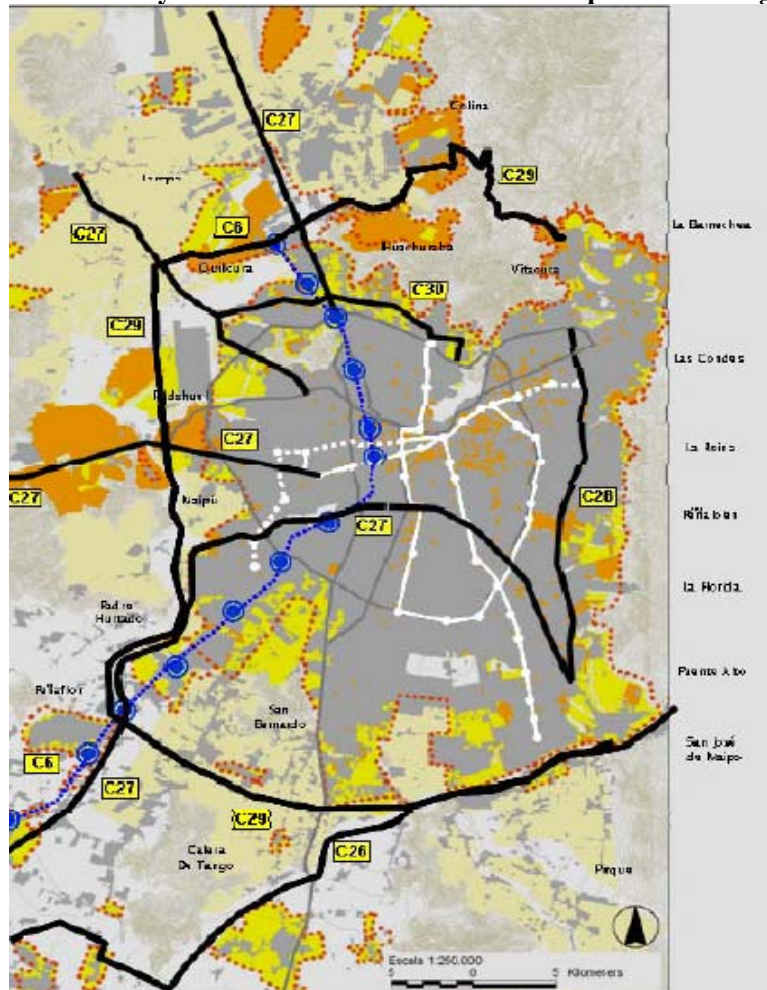 C27
Colina
C29
Lampa
C6
La Barnechea
C27
Huechuraba
Quilicura
Vitacura
C30
C29
Las Condes
Pudahuel
C27
La Reina
C27
C28
Maipú
Peñalolén
C27
La Florida
Padre
Hurtado
Puente Alto
Peñaflor
San
Bernardo
San José
de Maipo
C6
C27
C29
Calera
De Tango
C26
Pirque
Escala 1:250.000
5 0 5 Kilometers